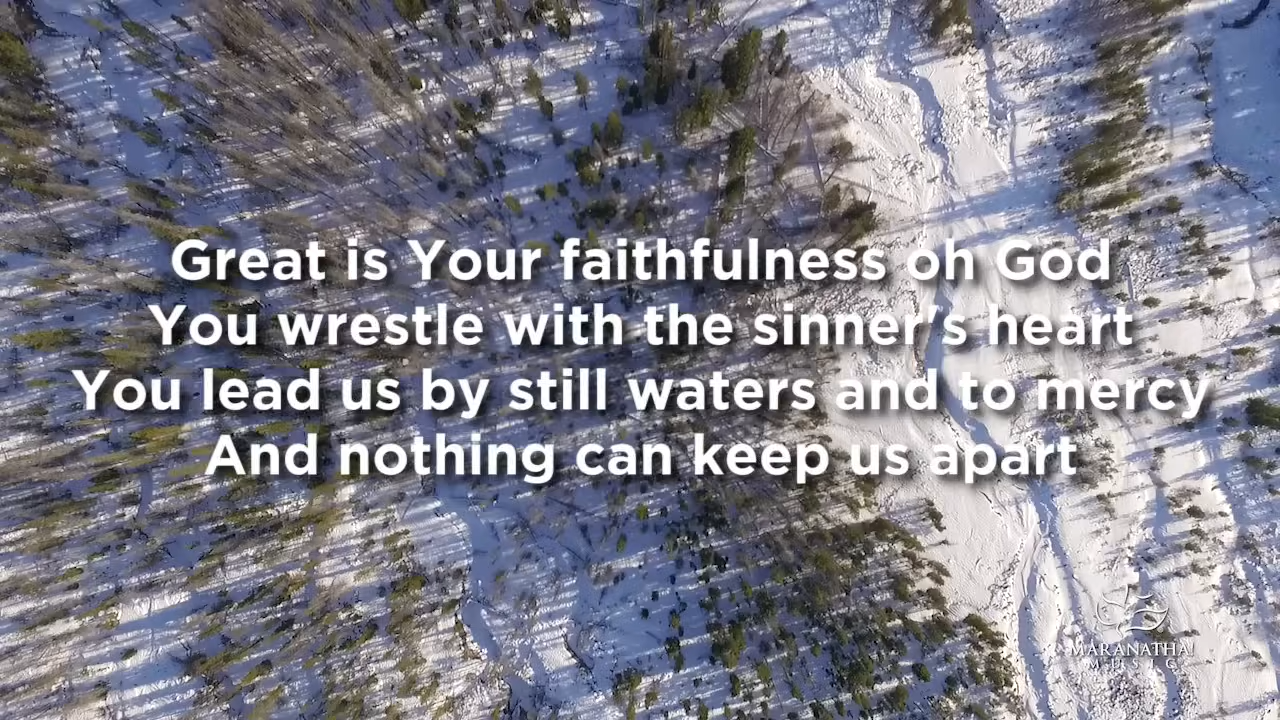 Great is Your faithfulness oh God
You wrestle with the sinner's heart
You lead us by still waters and to mercy
And nothing can keep us apart
MARANATHA!
MUSIC